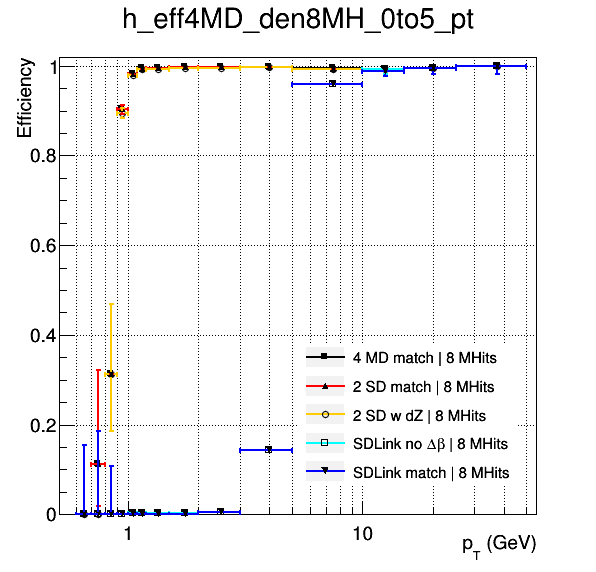 h_eff4MD_den8MH_0to5_pt
Efficiency
1
0.8
0.6
0.4
0.2
0
4 MD match | 8 MHits
2 SD match | 8 MHits
2 SD w dZ | 8 MHits
SDLink no Δβ | 8 MHits
SDLink match | 8 MHits
1
10
p_T (GeV)